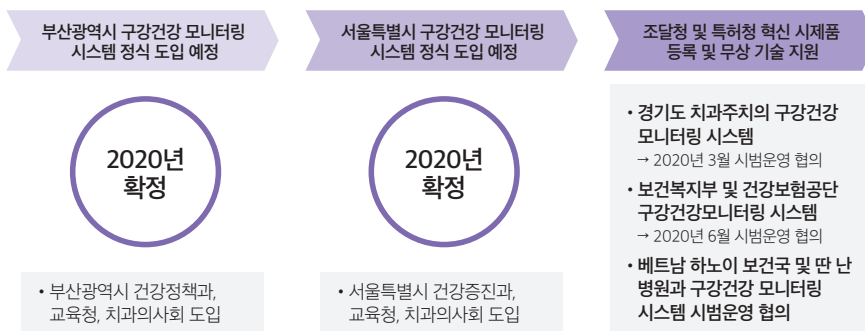 부산광역시 구강건강 모니터링
시스템 정식 도입 예정
2020년
확정
• 부산광역시 건강정책과,
교육청, 치과의사회 도입
서울특별시 구강건강 모니터링
시스템 정식 도입 예정
2020년
확정
• 서울특별시 건강증진과,
교육청, 치과의사회 도입
조달청 및 특허청 혁신 시제품
등록 및 무상 기술 지원
• 경기도 치과주치의 구강건강
모니터링 시스템
→ 2020년 3월 시범운영 협의
• 보건복지부 및 건강보험공단
구강건강모니터링 시스템
→ 2020년 6월 시범운영 협의
• 베트남 하노이 보건국 및 딴 난
병원과 구강건강 모니터링
시스템 시범운영 협의